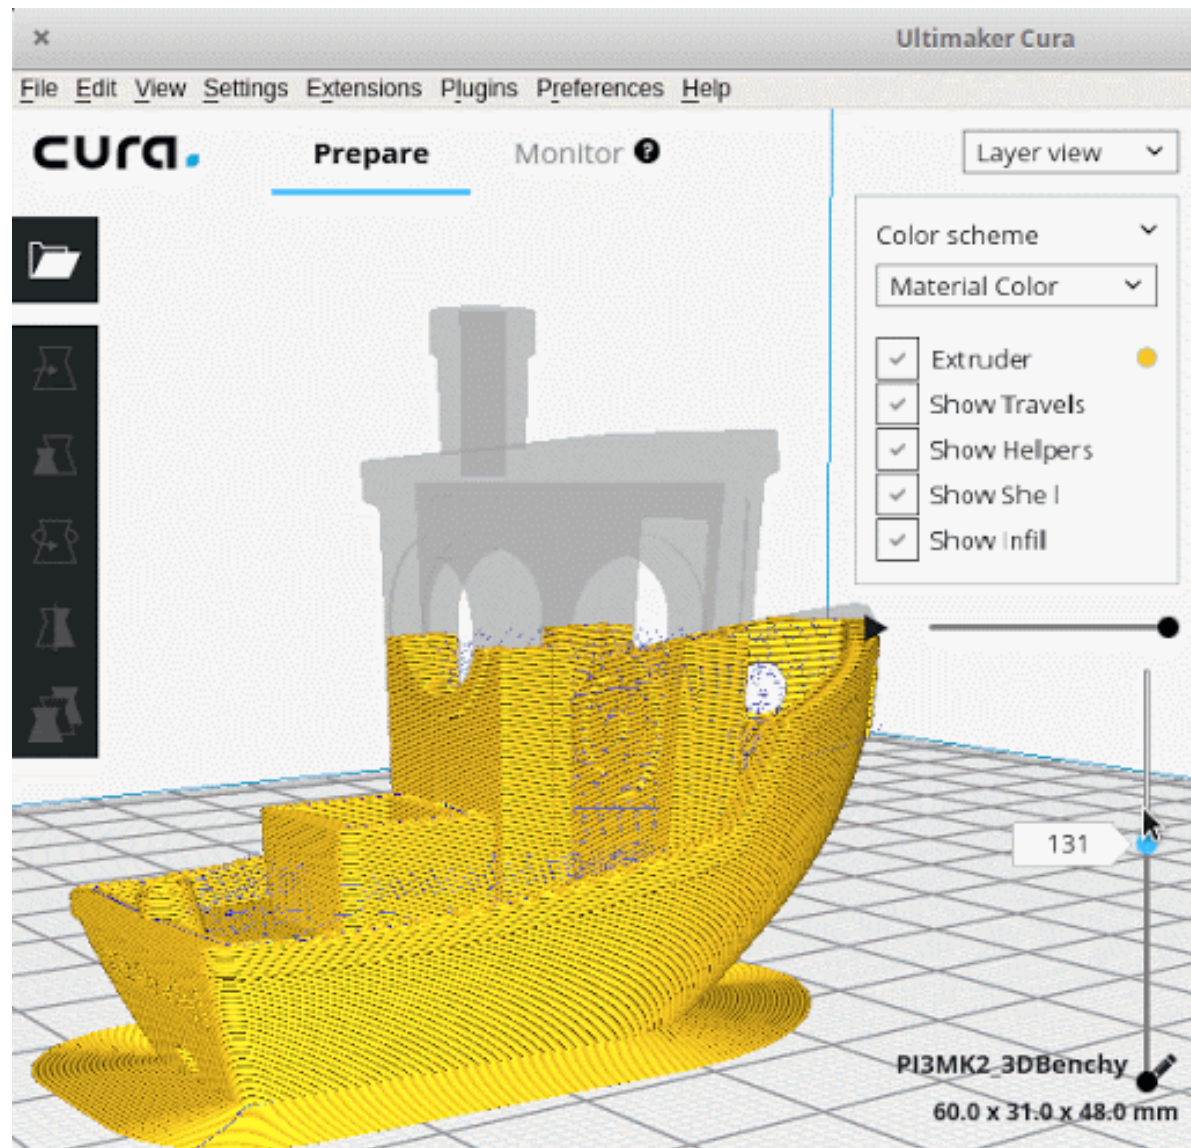 Ultimaker Cura
File Edit View Settings Extensions Plugins Preferences Help
cura. Prepare Monitor ? Layer view
Color scheme
Material Color
Extruder
Show Travels
Show Helpers
Show She l
Show Infill
131
PI3MK2_3DBenchy
60.0 x 31.0 x 48.0 mm